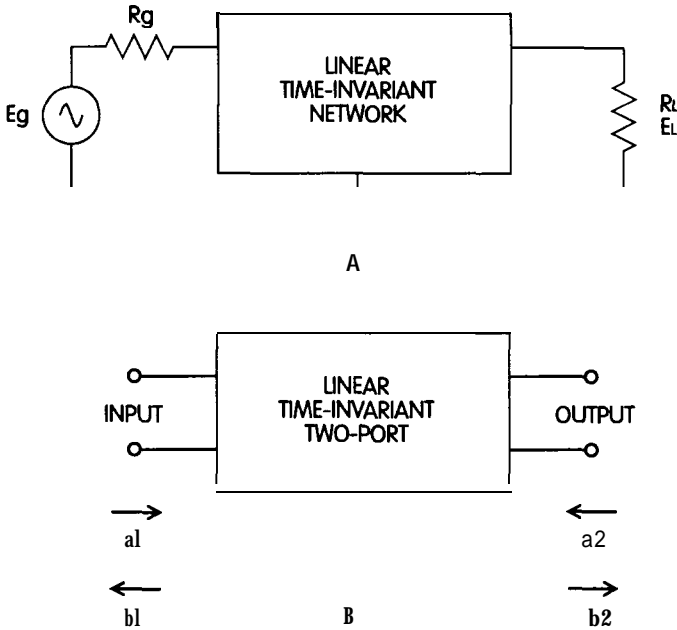 Rg
LINEAR
TIME-INVARIANT
NETWORK
Eg
RL
EL
A
LINEAR
TIME-INVARIANT
TWO-PORT
INPUT
OUTPUT
a1
a2
b1
B
b2